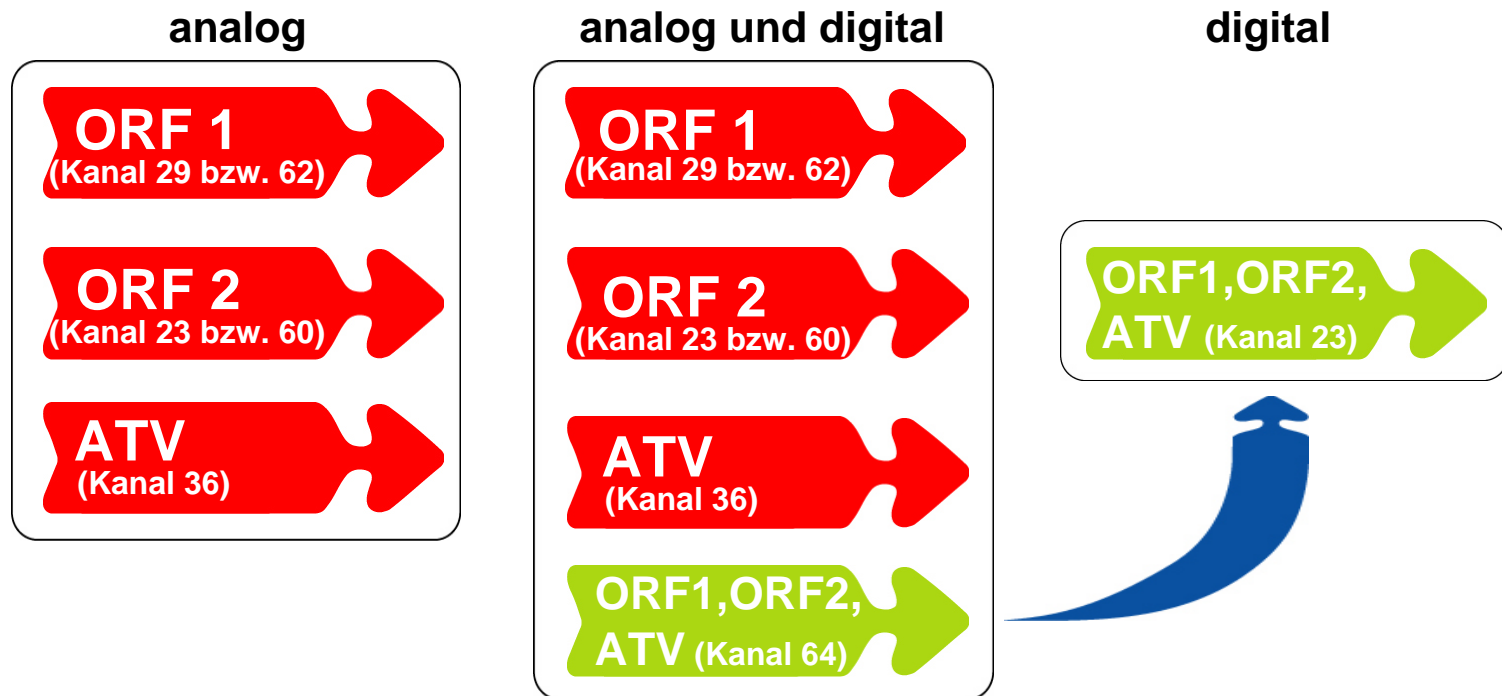 analog
ORF 1
(Kanal 29 bzw. 62)
ORF 2
(Kanal 23 bzw. 60)
ATV
(Kanal 36)
analog und digital
ORF 1
(Kanal 29 bzw. 62)
ORF 2
(Kanal 23 bzw. 60)
ATV
(Kanal 36)
ORF1,ORF2,
ATV (Kanal 64)
digital
ORF1,ORF2,
ATV (Kanal 23)